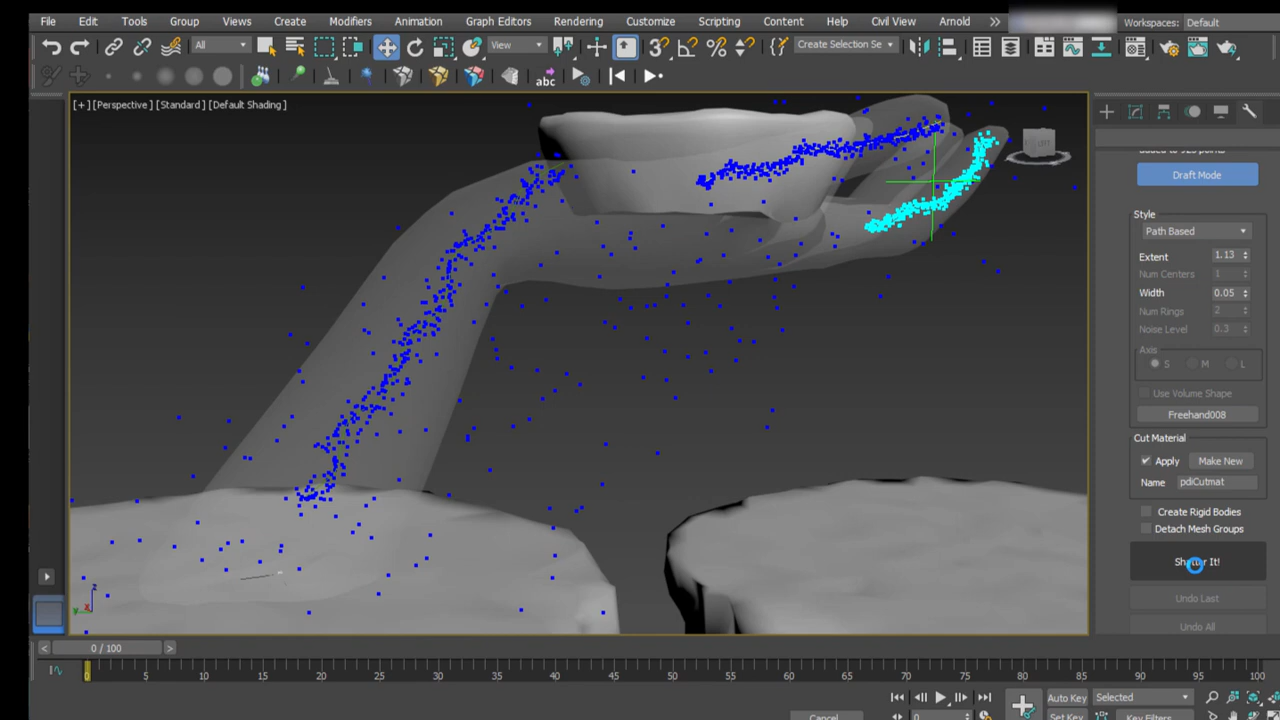 File Edit Tools Group Views Create Modifiers Animation Graph Editors Rendering Customize Scripting Content Help Civil View Arnold Workspaces: Default
All View Create Selection Se
abc
[+] [Perspective ] [Standard ] [Default Shading ]
Draft Mode
Style
Path Based
Extent 1.13
Num Centers 1
Width 0.05
Num Rings 2
Noise Level 0.3
Axis
S M L
Use Volume Shape
Freehand008
Cut Material
Apply Make New
Name pdiCutmat
Create Rigid Bodies
Detach Mesh Groups
Shatter It!
Undo Last
Undo All
z
y x
< 0 / 100 >
0 5 10 15 20 25 30 35 40 45 50 55 60 65 70 75 80 85 90 95 100
Auto Key Selected
Cancel 0 Set Key Key Filters